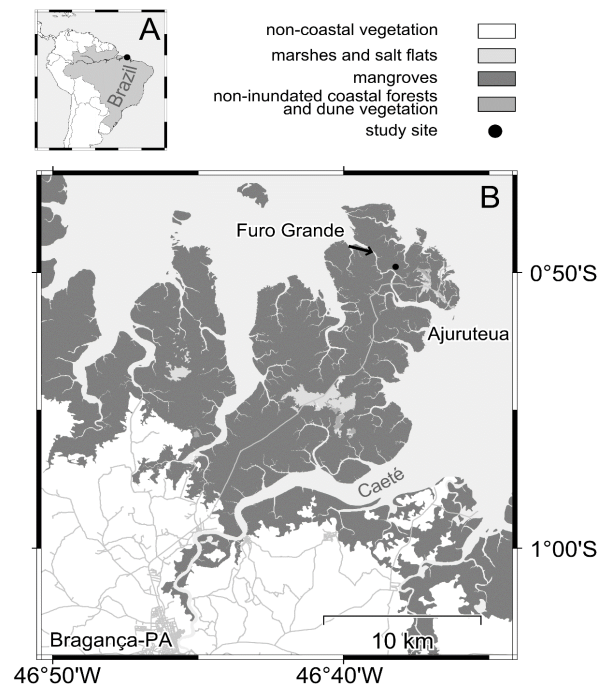 A
Brazil
non-coastal vegetation
marshes and salt flats
mangroves
non-inundated coastal forests
and dune vegetation
study site
B
Furo Grande
0°50'S
Ajuruteua
Caeté
1°00'S
Bragança-PA
10 km
46°50'W
46°40'W